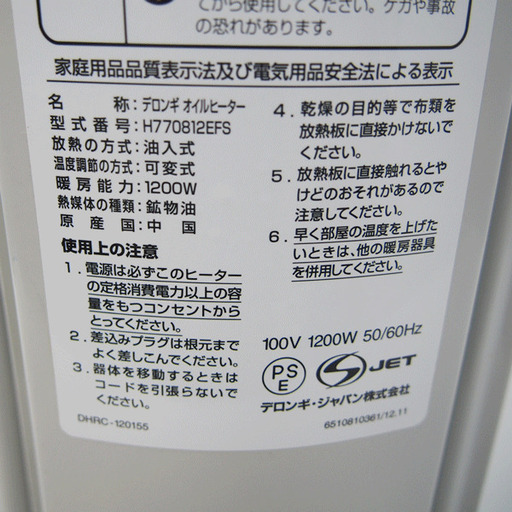 てから使用してください。ケガや事故
の恐れがあります。
家庭用品品質表示法及び電気用品安全法による表示
名 称：デロンギ オイルヒーター
型式番号：H770812EFS
放熱の方式：油入式
温度調節の方式：可変式
暖房能力：1200W
熱媒体の種類：鉱物油
原産国：中 国
使用上の注意
1．電源は必ずこのヒーター
の定格消費電力以上の容
量をもつコンセントから
とってください。
2．差込みプラグは根元まで
よく差しこんでください。
3．器体を移動するときは
コードを引張らないで
ください。
4．乾燥の目的等で布類を
放熱板に直接かけないで
ください。
5．放熱板に直接触れるとや
けどのおそれがあるので
注意してください。
6．早く部屋の温度を上げた
いときは、他の暖房器具
を併用してください。
100V 1200W 50/60Hz
PS
E
JET
デロンギ・ジャパン株式会社
DHRC-120155
6510810361/12.11